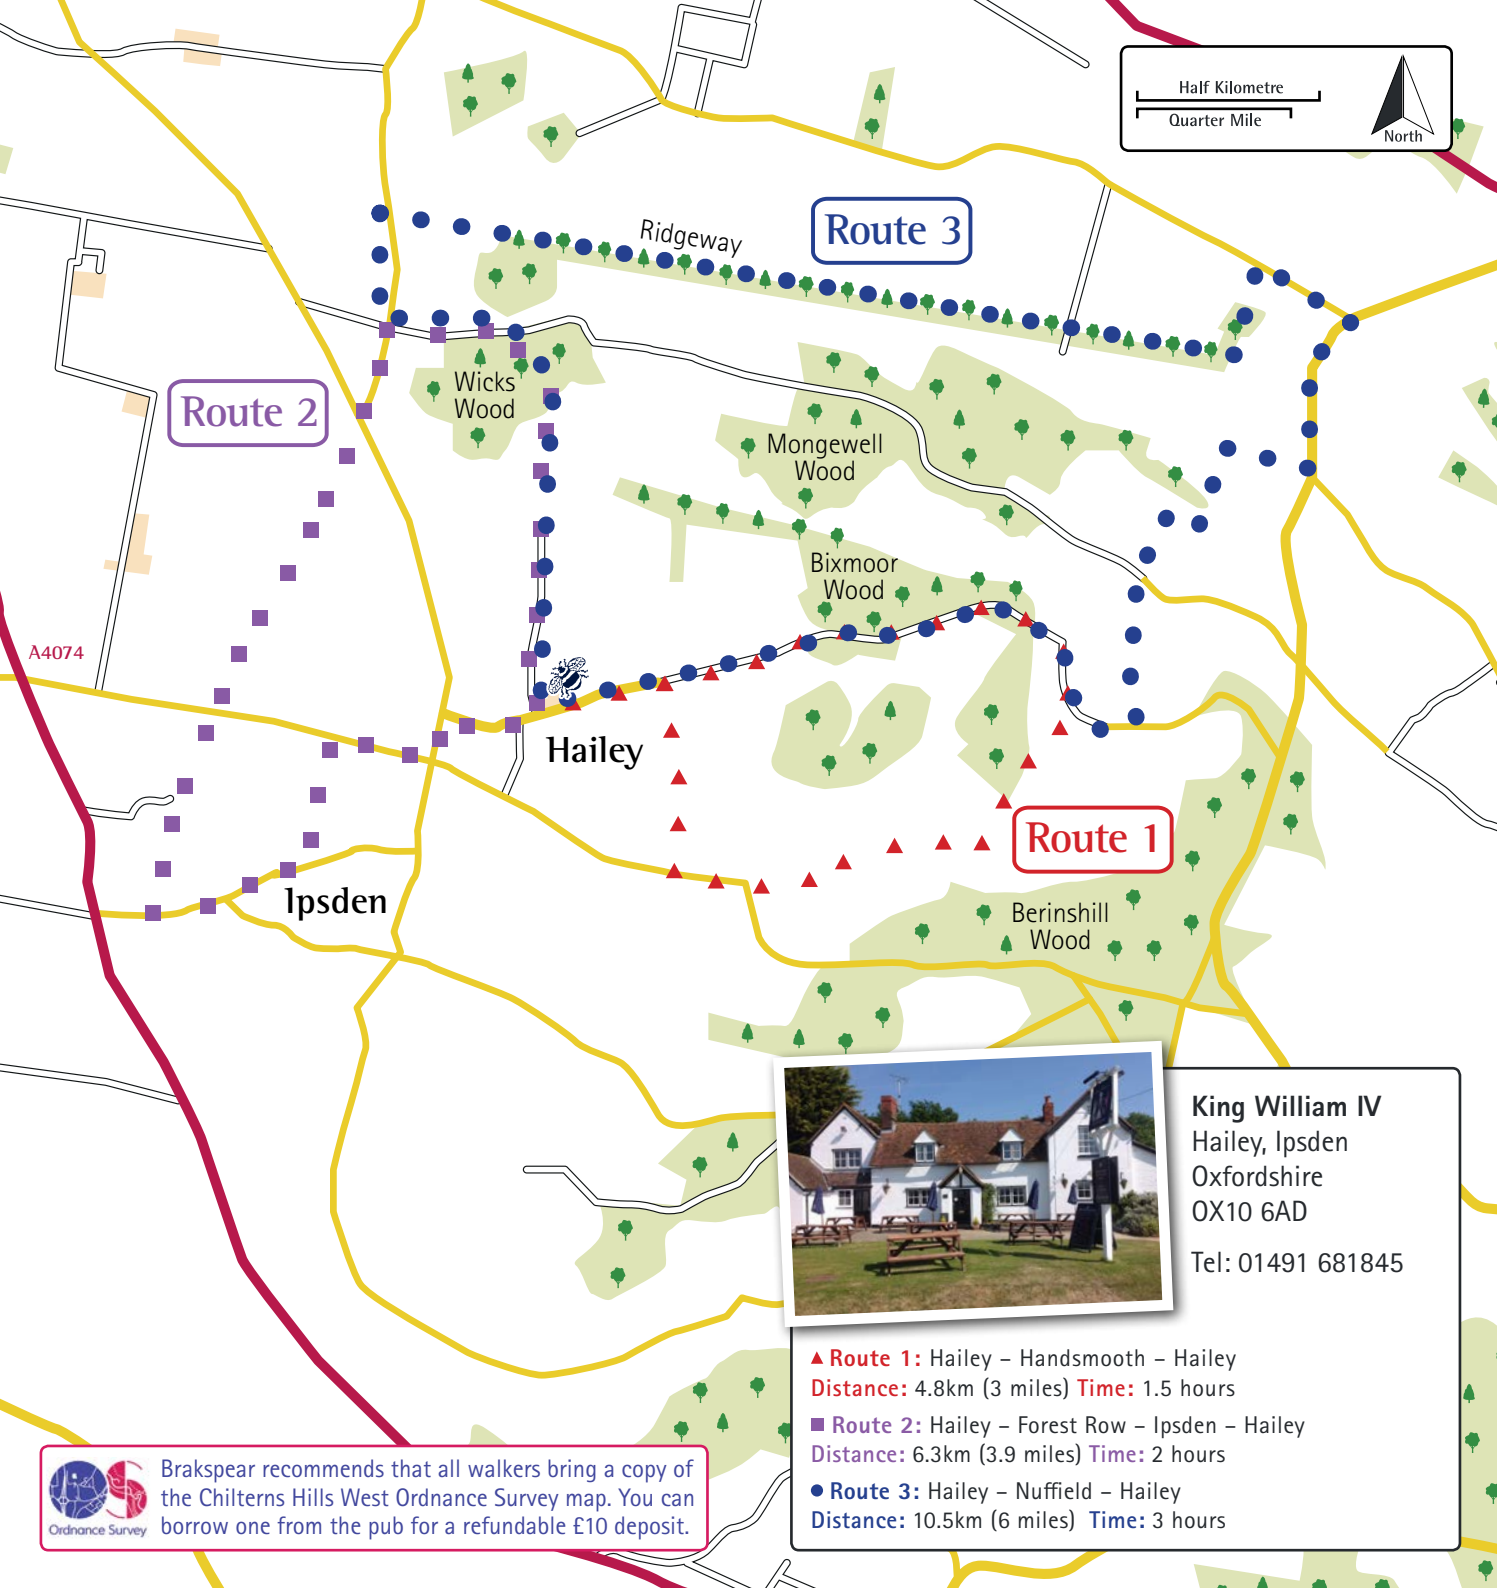 Half Kilometre
Quarter Mile
North
Ridgeway
Route 3
Route 2
Wicks
Wood
Mongewell
Wood
Bixmoor
Wood
A4074
Hailey
Route 1
Ipsden
Berinshill
Wood
King William IV
Hailey, Ipsden
Oxfordshire
OX10 6AD
Tel: 01491 681845
Route 1: Hailey – Handsmooth – Hailey
Distance: 4.8km (3 miles) Time: 1.5 hours
Route 2: Hailey – Forest Row – Ipsden – Hailey
Distance: 6.3km (3.9 miles) Time: 2 hours
Route 3: Hailey – Nuffield – Hailey
Distance: 10.5km (6 miles) Time: 3 hours
Brakspear recommends that all walkers bring a copy of
the Chilterns Hills West Ordnance Survey map. You can
borrow one from the pub for a refundable £10 deposit.
Ordnance Survey